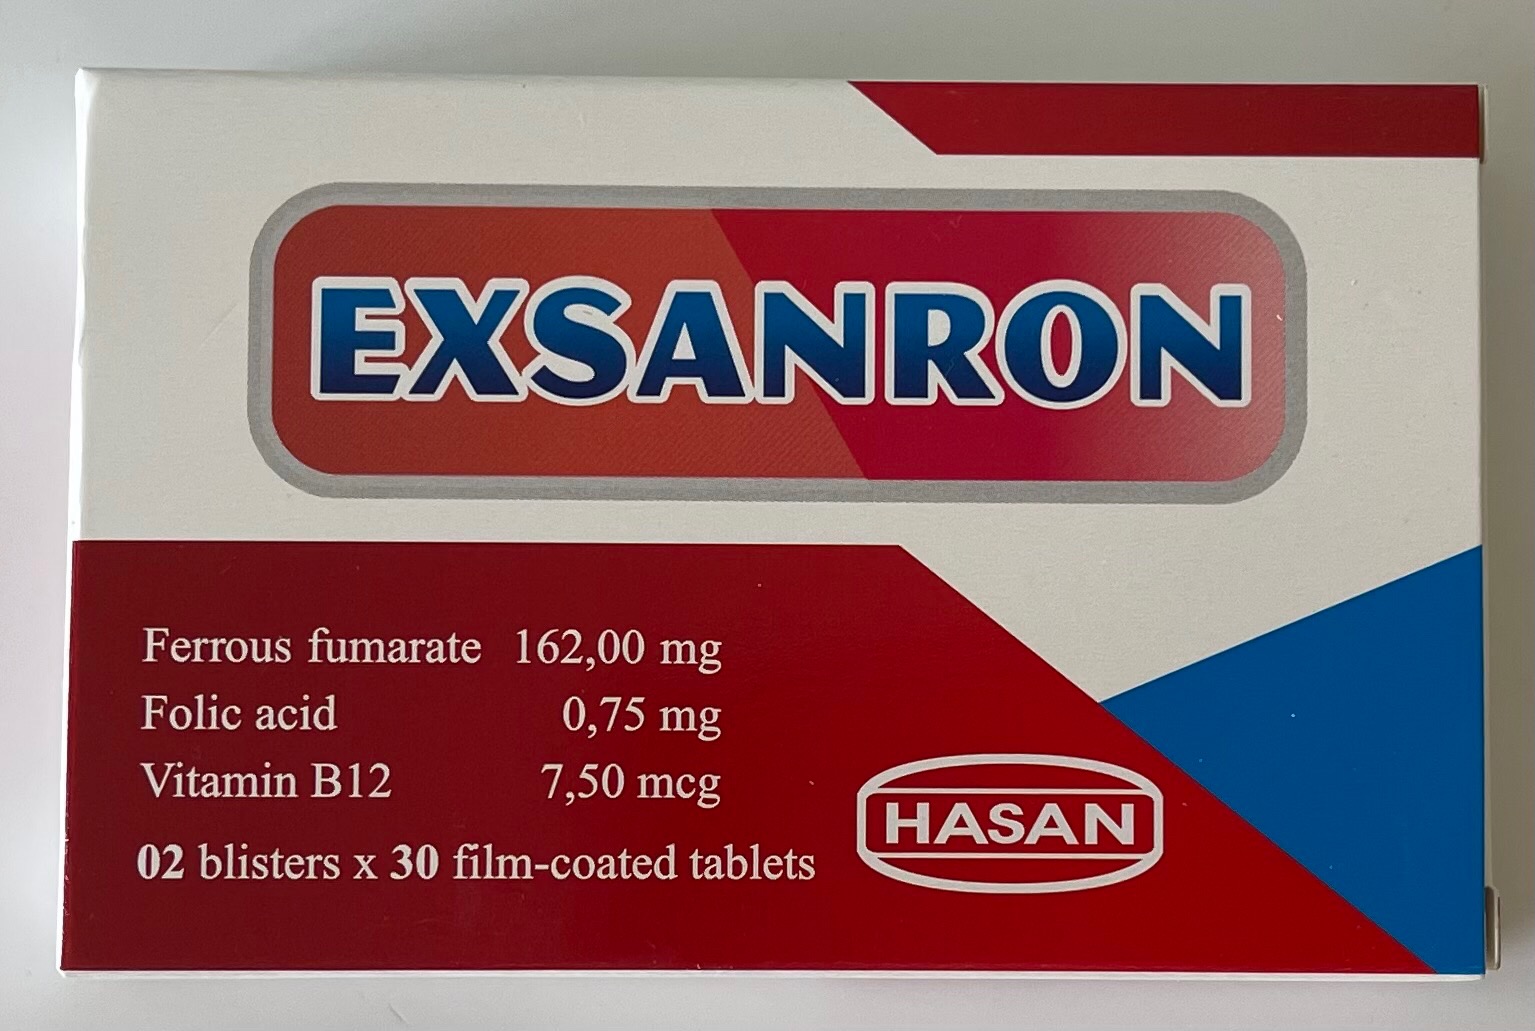 EXSANRON
Ferrous fumarate 162,00 mg
Folic acid 0,75 mg
Vitamin B12 7,50 mcg
02 blisters x 30 film-coated tablets
HASAN